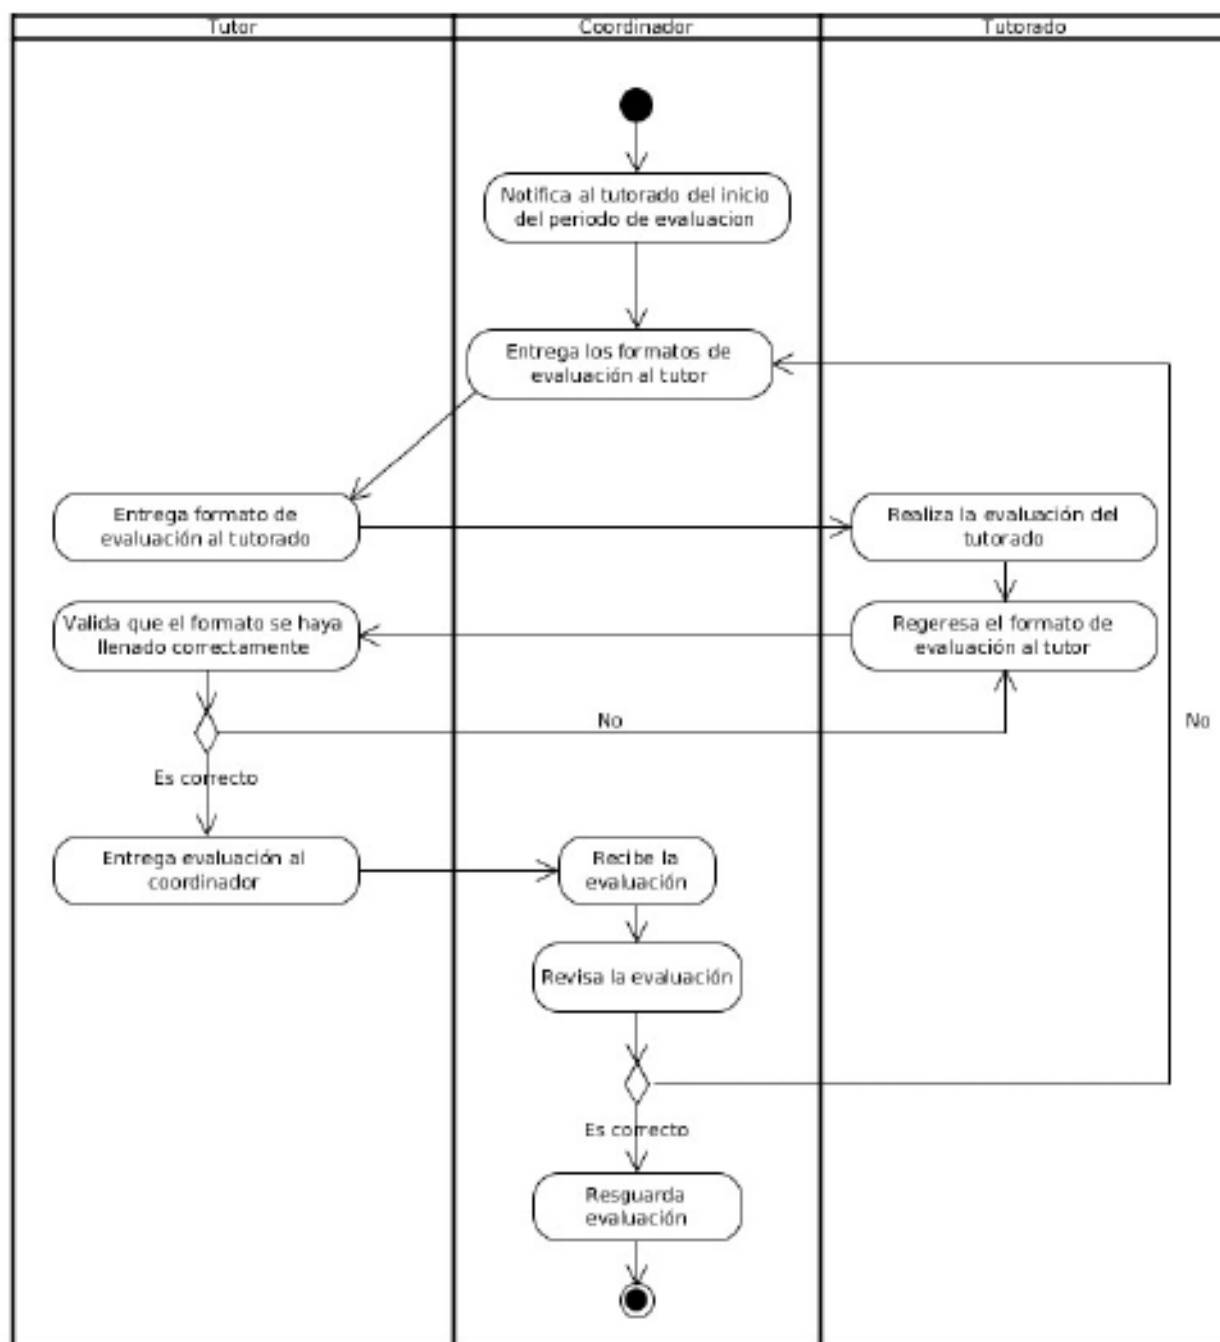 Tutor
Coordinador
Tutorado
Notifica al tutorado del inicio
del periodo de evaluacion
Entrega los formatos de
evaluación al tutor
Entrega formato de
evaluación al tutorado
Realiza la evaluación del
tutorado
Valida que el formato se haya
llenado correctamente
Regeresa el formato de
evaluación al tutor
No
No
Es correcto
Entrega evaluación al
coordinador
Recibe la
evaluación
Revisa la evaluación
Es correcto
Resguarda
evaluación